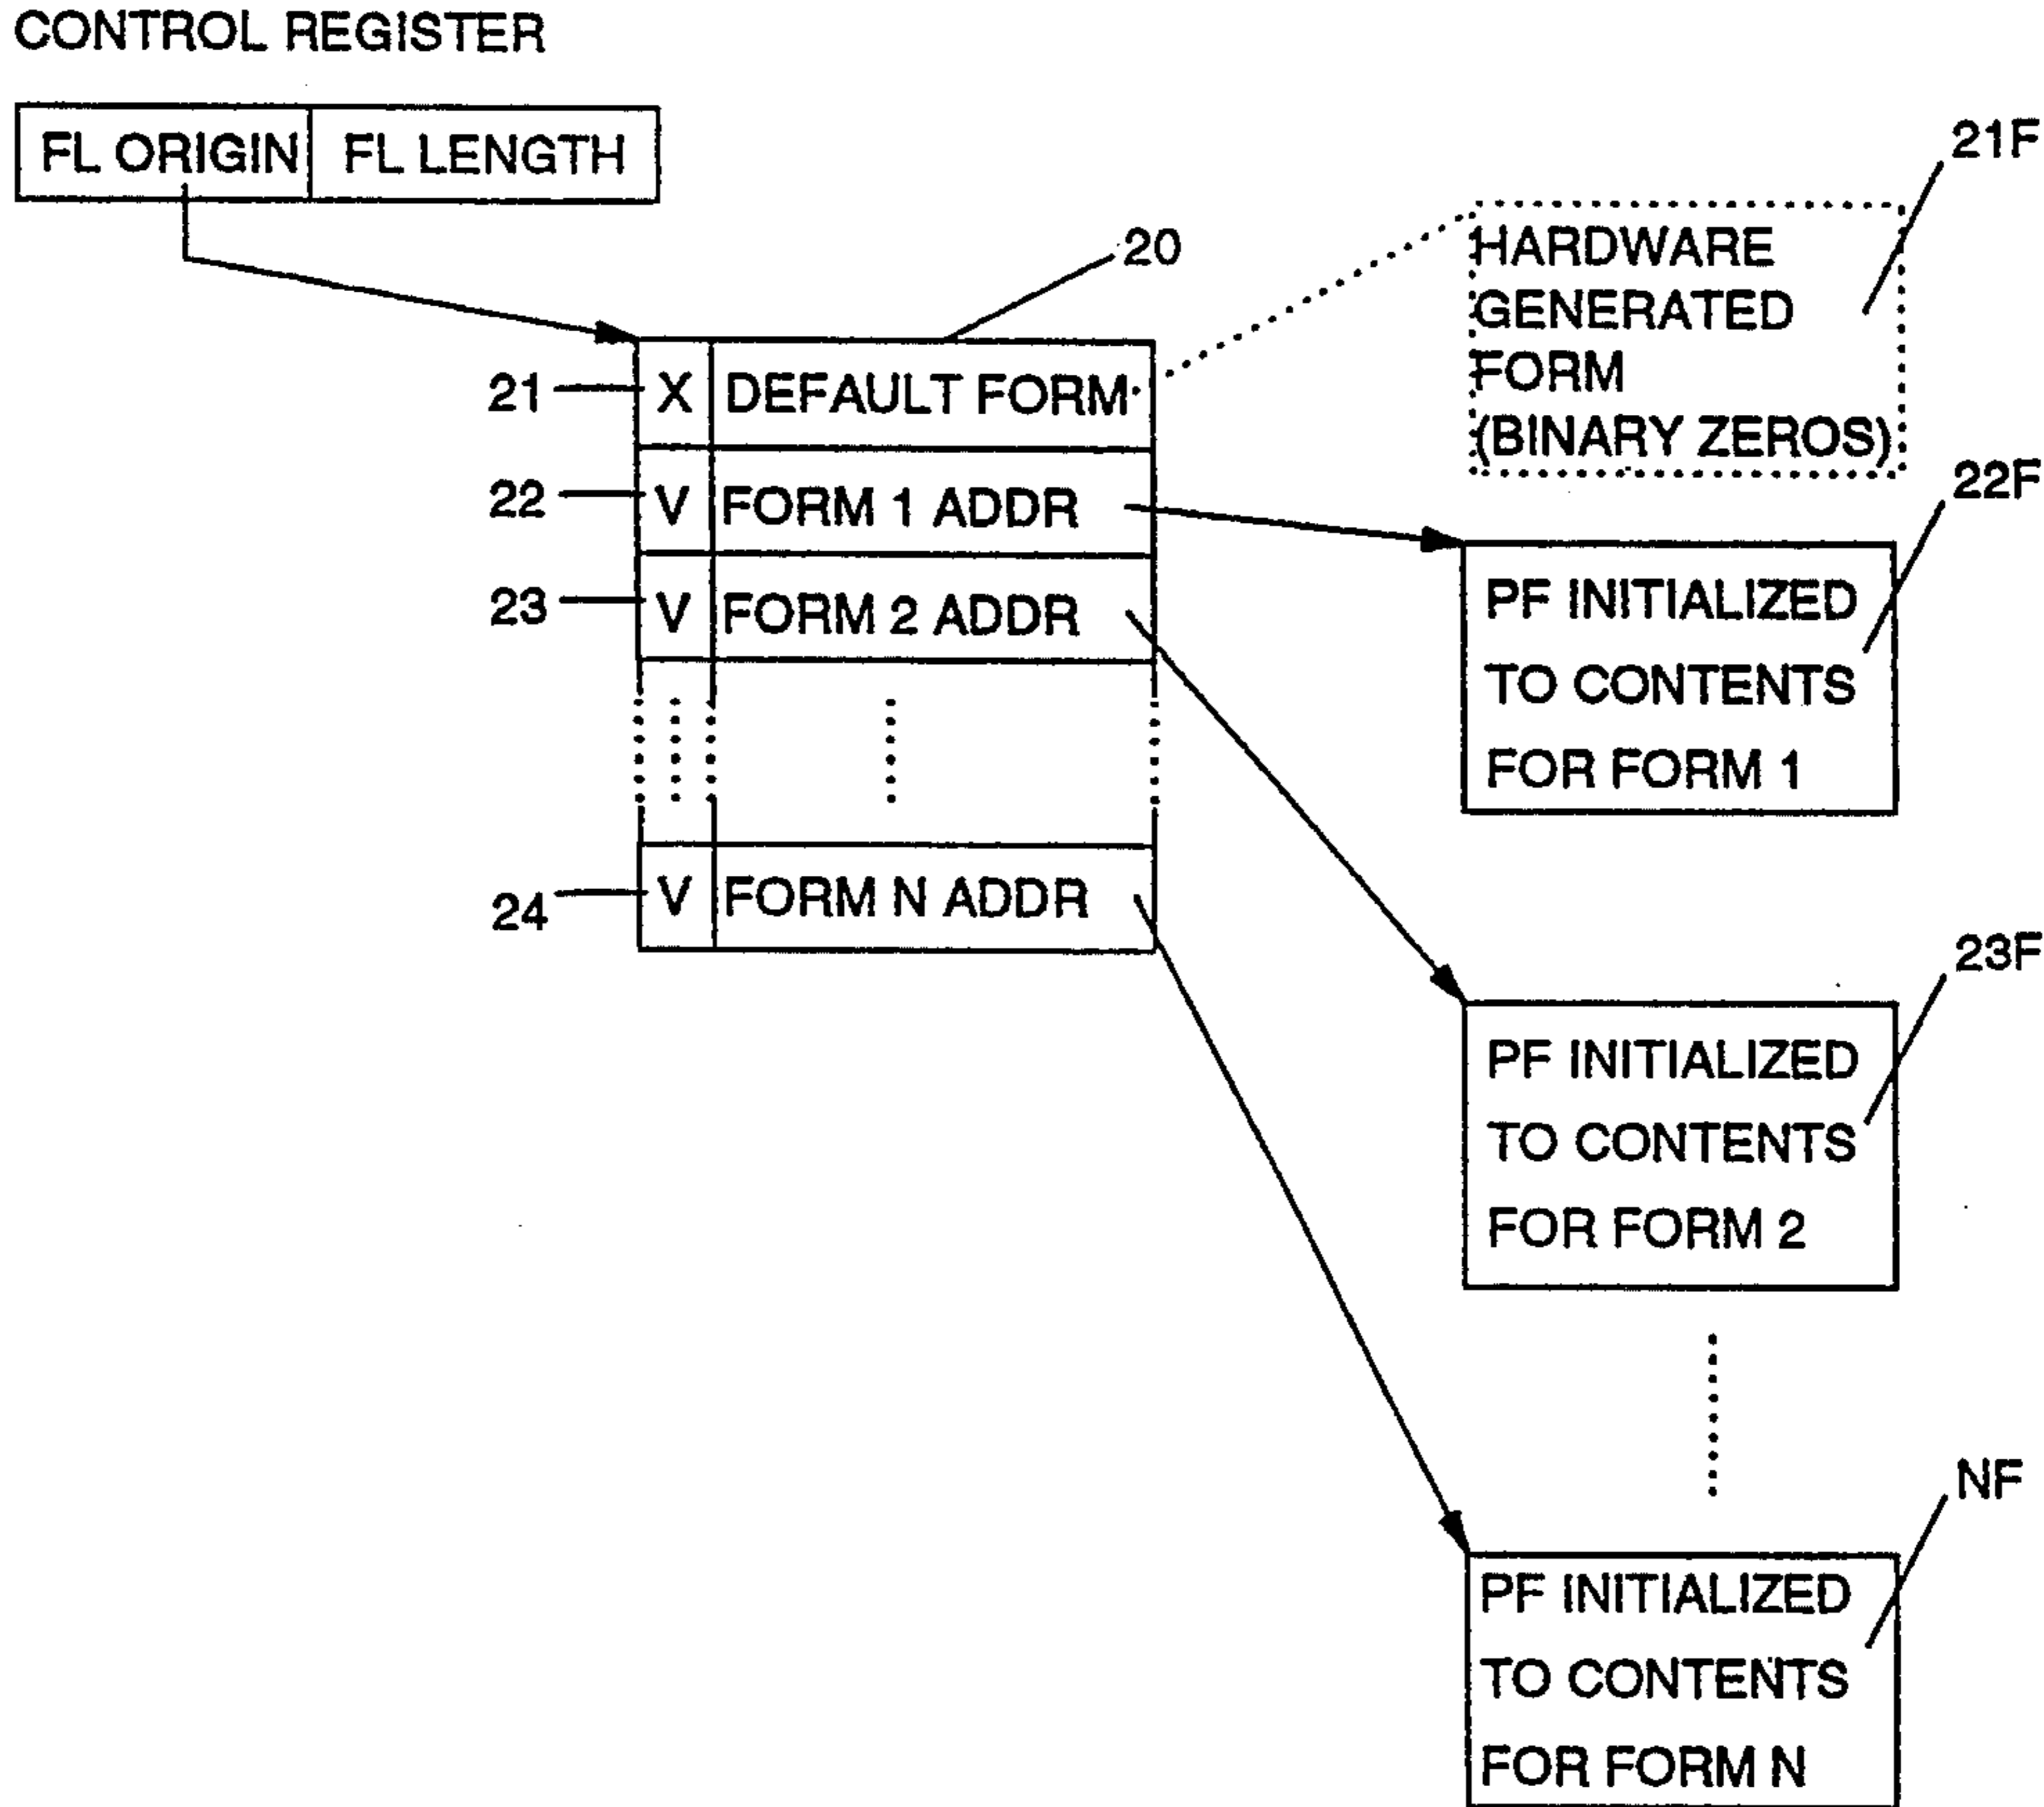 CONTROL REGISTER
FL ORIGIN FL LENGTH
20
21 X DEFAULT FORM
22 V FORM 1 ADDR
23 V FORM 2 ADDR
24 V FORM N ADDR
21F
HARDWARE
GENERATED
FORM
(BINARY ZEROS)
22F
PF INITIALIZED
TO CONTENTS
FOR FORM 1
23F
PF INITIALIZED
TO CONTENTS
FOR FORM 2
NF
PF INITIALIZED
TO CONTENTS
FOR FORM N